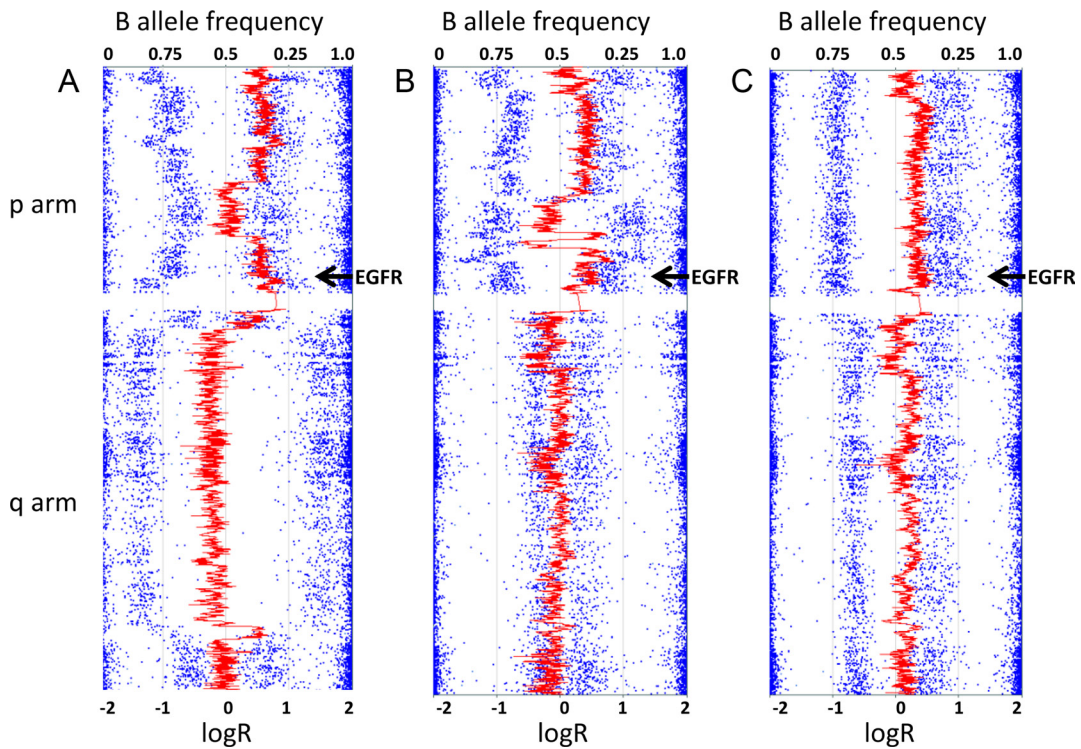 B allele frequency B allele frequency B allele frequency
0 0.75 0.5 0.25 1.0 0 0.75 0.5 0.25 1.0 0 0.75 0.5 0.25 1.0
A B C
p arm
EGFR EGFR EGFR
q arm
-2 -1 0 1 2 -2 -1 0 1 2 -2 -1 0 1 2
logR logR logR